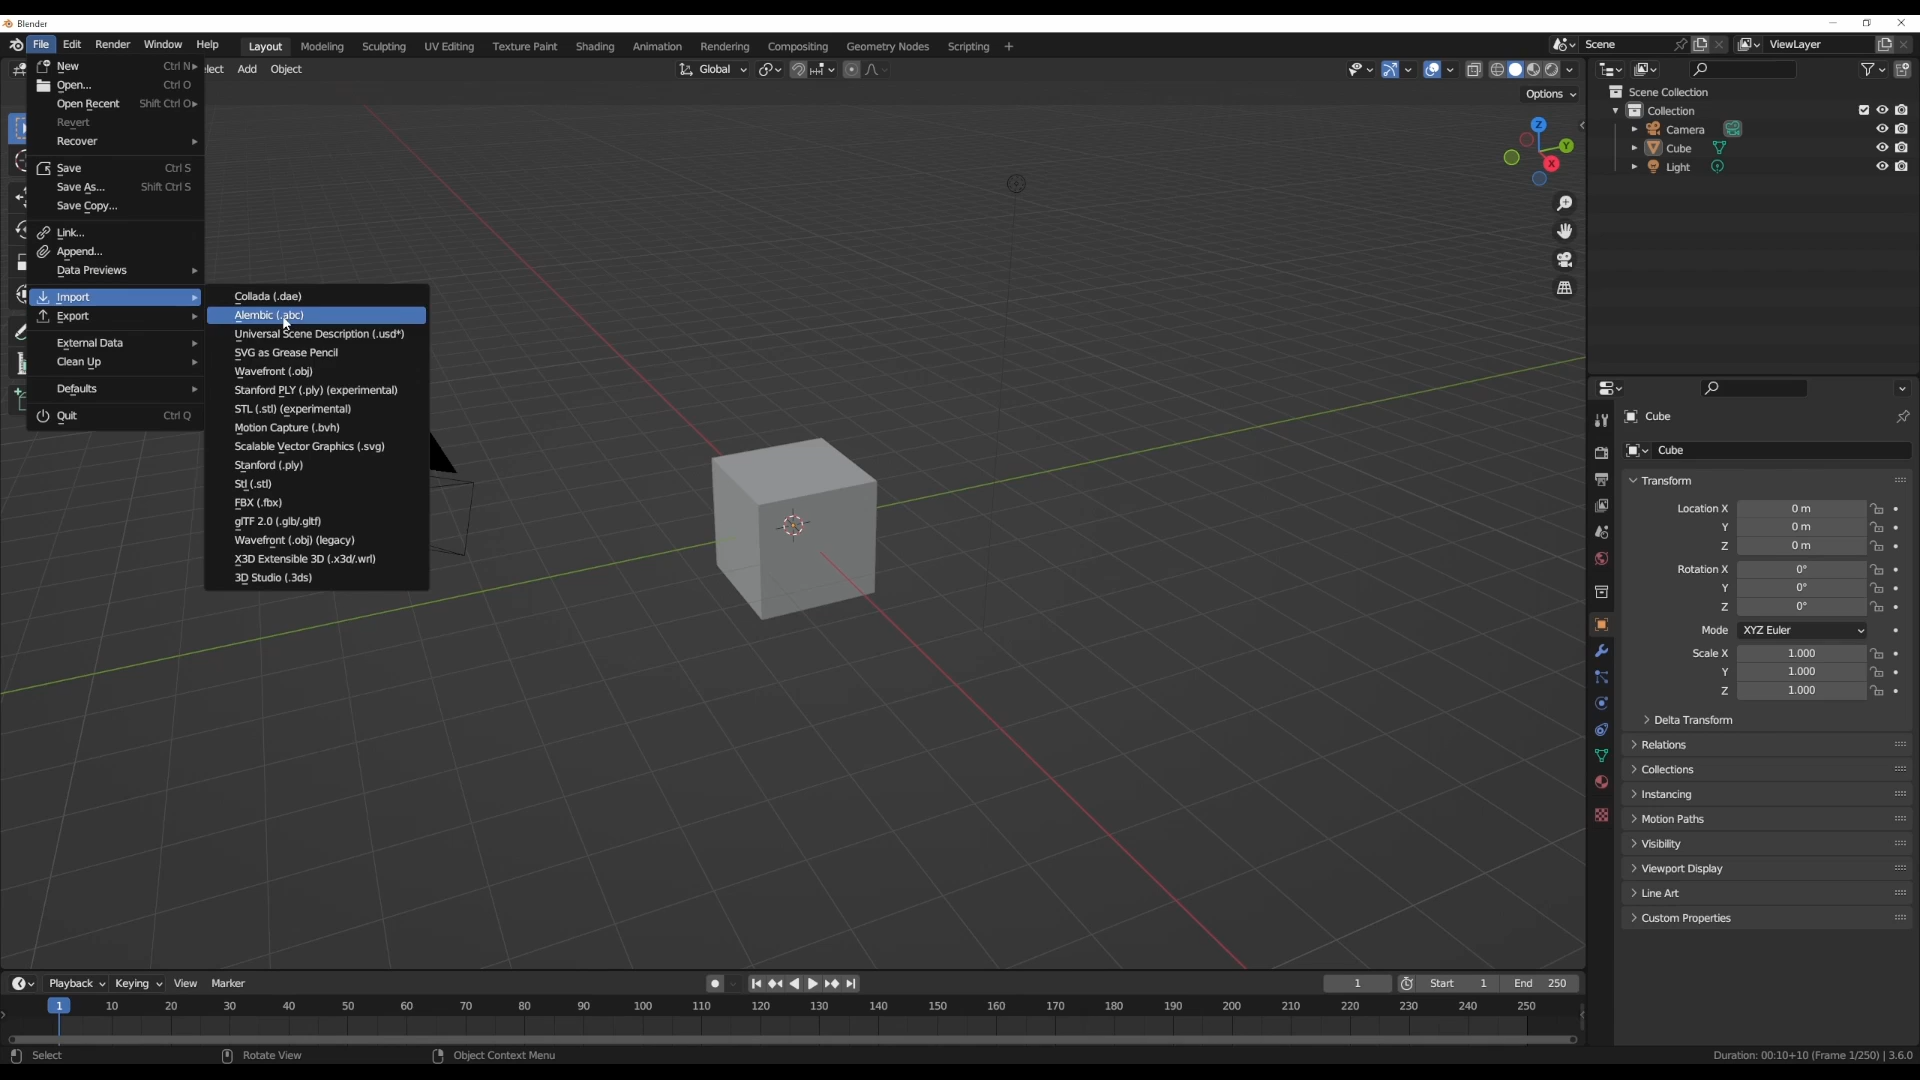 Blender
File Edit Render Window Help Layout Modeling Sculpting UV Editing Texture Paint Shading Animation Rendering Compositing Geometry Nodes Scripting + Scene ViewLayer
lect Add Object Global
Options
New Ctrl N
Open... Ctrl O
Open Recent Shift Ctrl O
Revert
Recover
Save Ctrl S
Save As... Shift Ctrl S
Save Copy...
Link...
Append...
Data Previews
Import
Export
External Data
Clean Up
Defaults
Quit Ctrl Q
Collada (.dae)
Alembic (.abc)
Universal Scene Description (.usd*)
SVG as Grease Pencil
Wavefront (.obj)
Stanford PLY (.ply) (experimental)
STL (.stl) (experimental)
Motion Capture (.bvh)
Scalable Vector Graphics (.svg)
Stanford (.ply)
Stl (.stl)
FBX (.fbx)
glTF 2.0 (.glb/.gltf)
Wavefront (.obj) (legacy)
X3D Extensible 3D (.x3d/.wrl)
3D Studio (.3ds)
Z
Y
X
Scene Collection
Collection
Camera
Cube
Light
Cube
Cube
Transform
Location X 0 m
Y 0 m
Z 0 m
Rotation X 0°
Y 0°
Z 0°
Mode XYZ Euler
Scale X 1.000
Y 1.000
Z 1.000
Delta Transform
Relations
Collections
Instancing
Motion Paths
Visibility
Viewport Display
Line Art
Custom Properties
Playback Keying View Marker 1 Start 1 End 250
1 10 20 30 40 50 60 70 80 90 100 110 120 130 140 150 160 170 180 190 200 210 220 230 240 250
Select Rotate View Object Context Menu Duration: 00:10+10 (Frame 1/250) | 3.6.0